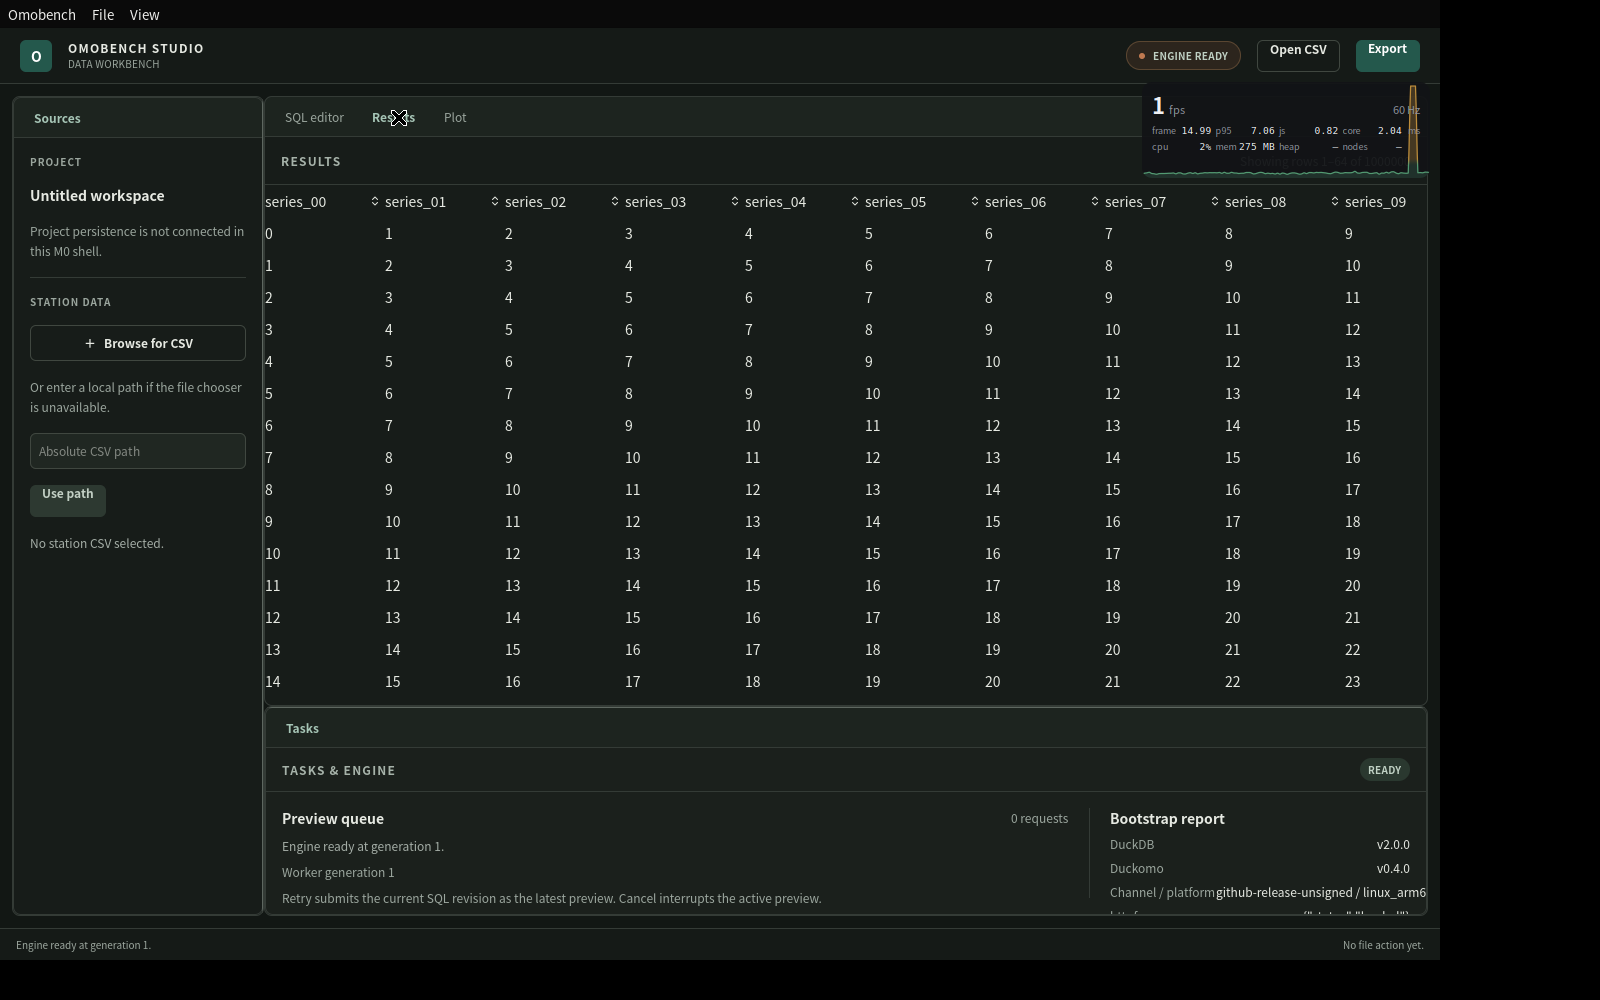 Omobench File View
O OMOBENCH STUDIO
DATA WORKBENCH
ENGINE READY
Open CSV
Export
Sources
PROJECT
Untitled workspace
Project persistence is not connected in
this M0 shell.
STATION DATA
+ Browse for CSV
Or enter a local path if the file chooser
is unavailable.
Absolute CSV path
Use path
No station CSV selected.
SQL editor Results Plot
1 fps 60 Hz
frame 14.99 p95 7.06 js 0.82 core 2.04 ms
cpu 2% mem 275 MB heap — nodes —
RESULTS
series_00 series_01 series_02 series_03 series_04 series_05 series_06 series_07 series_08 series_09
0 1 2 3 4 5 6 7 8 9
1 2 3 4 5 6 7 8 9 10
2 3 4 5 6 7 8 9 10 11
3 4 5 6 7 8 9 10 11 12
4 5 6 7 8 9 10 11 12 13
5 6 7 8 9 10 11 12 13 14
6 7 8 9 10 11 12 13 14 15
7 8 9 10 11 12 13 14 15 16
8 9 10 11 12 13 14 15 16 17
9 10 11 12 13 14 15 16 17 18
10 11 12 13 14 15 16 17 18 19
11 12 13 14 15 16 17 18 19 20
12 13 14 15 16 17 18 19 20 21
13 14 15 16 17 18 19 20 21 22
14 15 16 17 18 19 20 21 22 23
Tasks
TASKS & ENGINE
READY
Preview queue 0 requests
Engine ready at generation 1.
Worker generation 1
Retry submits the current SQL revision as the latest preview. Cancel interrupts the active preview.
Bootstrap report
DuckDB v2.0.0
Duckomo v0.4.0
Channel / platform github-release-unsigned / linux_arm6
Engine ready at generation 1.
No file action yet.